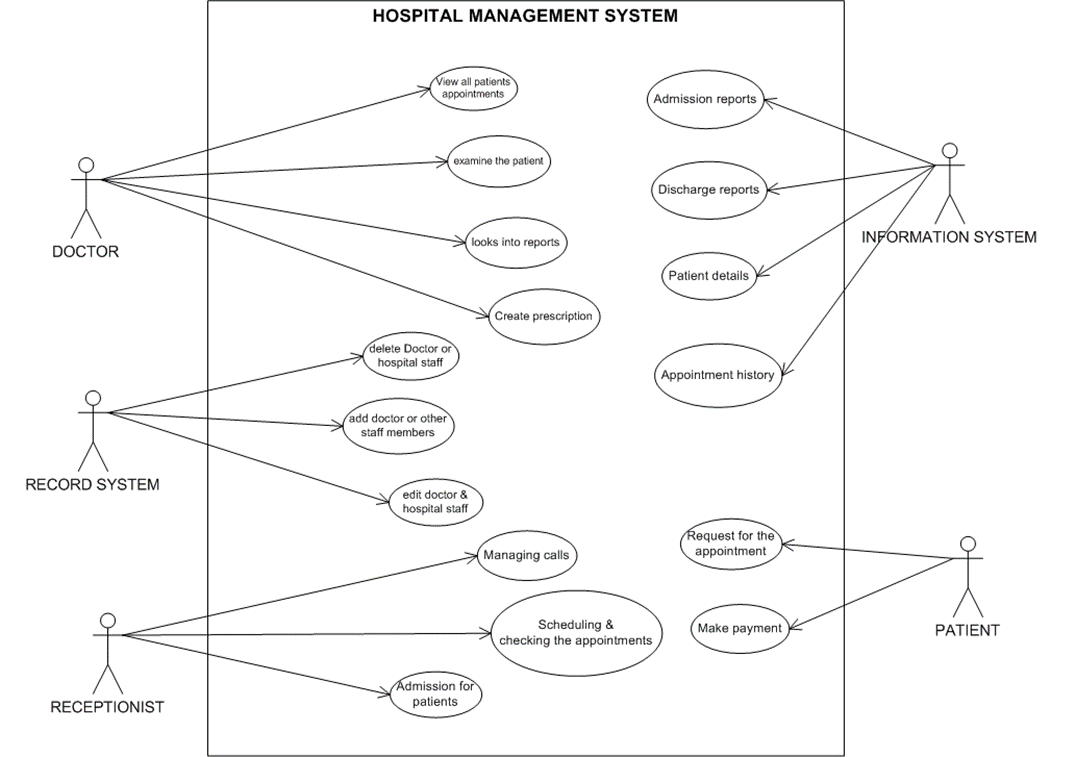 HOSPITAL MANAGEMENT SYSTEM
View all patients
appointments
examine the patient
looks into reports
Create prescription
DOCTOR
delete Doctor or
hospital staff
add doctor or other
staff members
edit doctor &
hospital staff
RECORD SYSTEM
Managing calls
Scheduling &
checking the appointments
Admission for
patients
RECEPTIONIST
Admission reports
Discharge reports
Patient details
Appointment history
INFORMATION SYSTEM
Request for the
appointment
Make payment
PATIENT